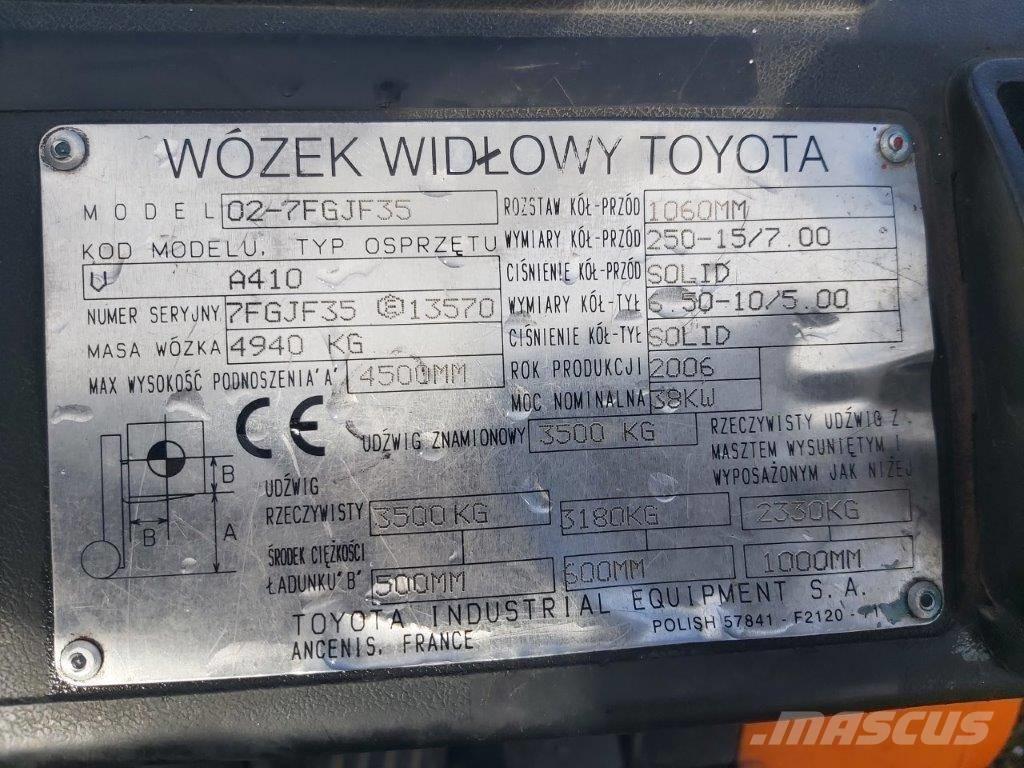 WÓZEK WIDŁOWY TOYOTA
MODEL 02-7FGJF35
KOD MODELU, TYP OSPRZĘTU
V A410
NUMER SERYJNY 7FGJF35 E13570
MASA WÓZKA 4940 KG
MAX WYSOKOŚĆ PODNOSZENIA'A' 4500MM
ROZSTAW KÓŁ-PRZÓD 1060MM
WYMIARY KÓŁ-PRZÓD 250-15/7.00
CIŚNIENIE KÓŁ-PRZÓD SOLID
WYMIARY KÓŁ-TYŁ 6.50-10/5.00
CIŚNIENIE KÓŁ-TYŁ SOLID
ROK PRODUKCJI 2006
MOC NOMINALNA 38KW
CE
UDŹWIG ZNAMIONOWY 3500 KG
RZECZYWISTY UDŹWIG Z
MASZTEM WYSUNIĘTYM I
WYPOSAŻONYM JAK NIŻEJ
B
B
A
UDŹWIG
RZECZYWISTY 3500KG 3180KG 2330KG
ŚRODEK CIĘŻKOŚCI
ŁADUNKU'B' 500MM 600MM 1000MM
TOYOTA INDUSTRIAL EQUIPMENT S.A.
ANCENIS, FRANCE
POLISH 57841 - F2120 - 71
MASCUS